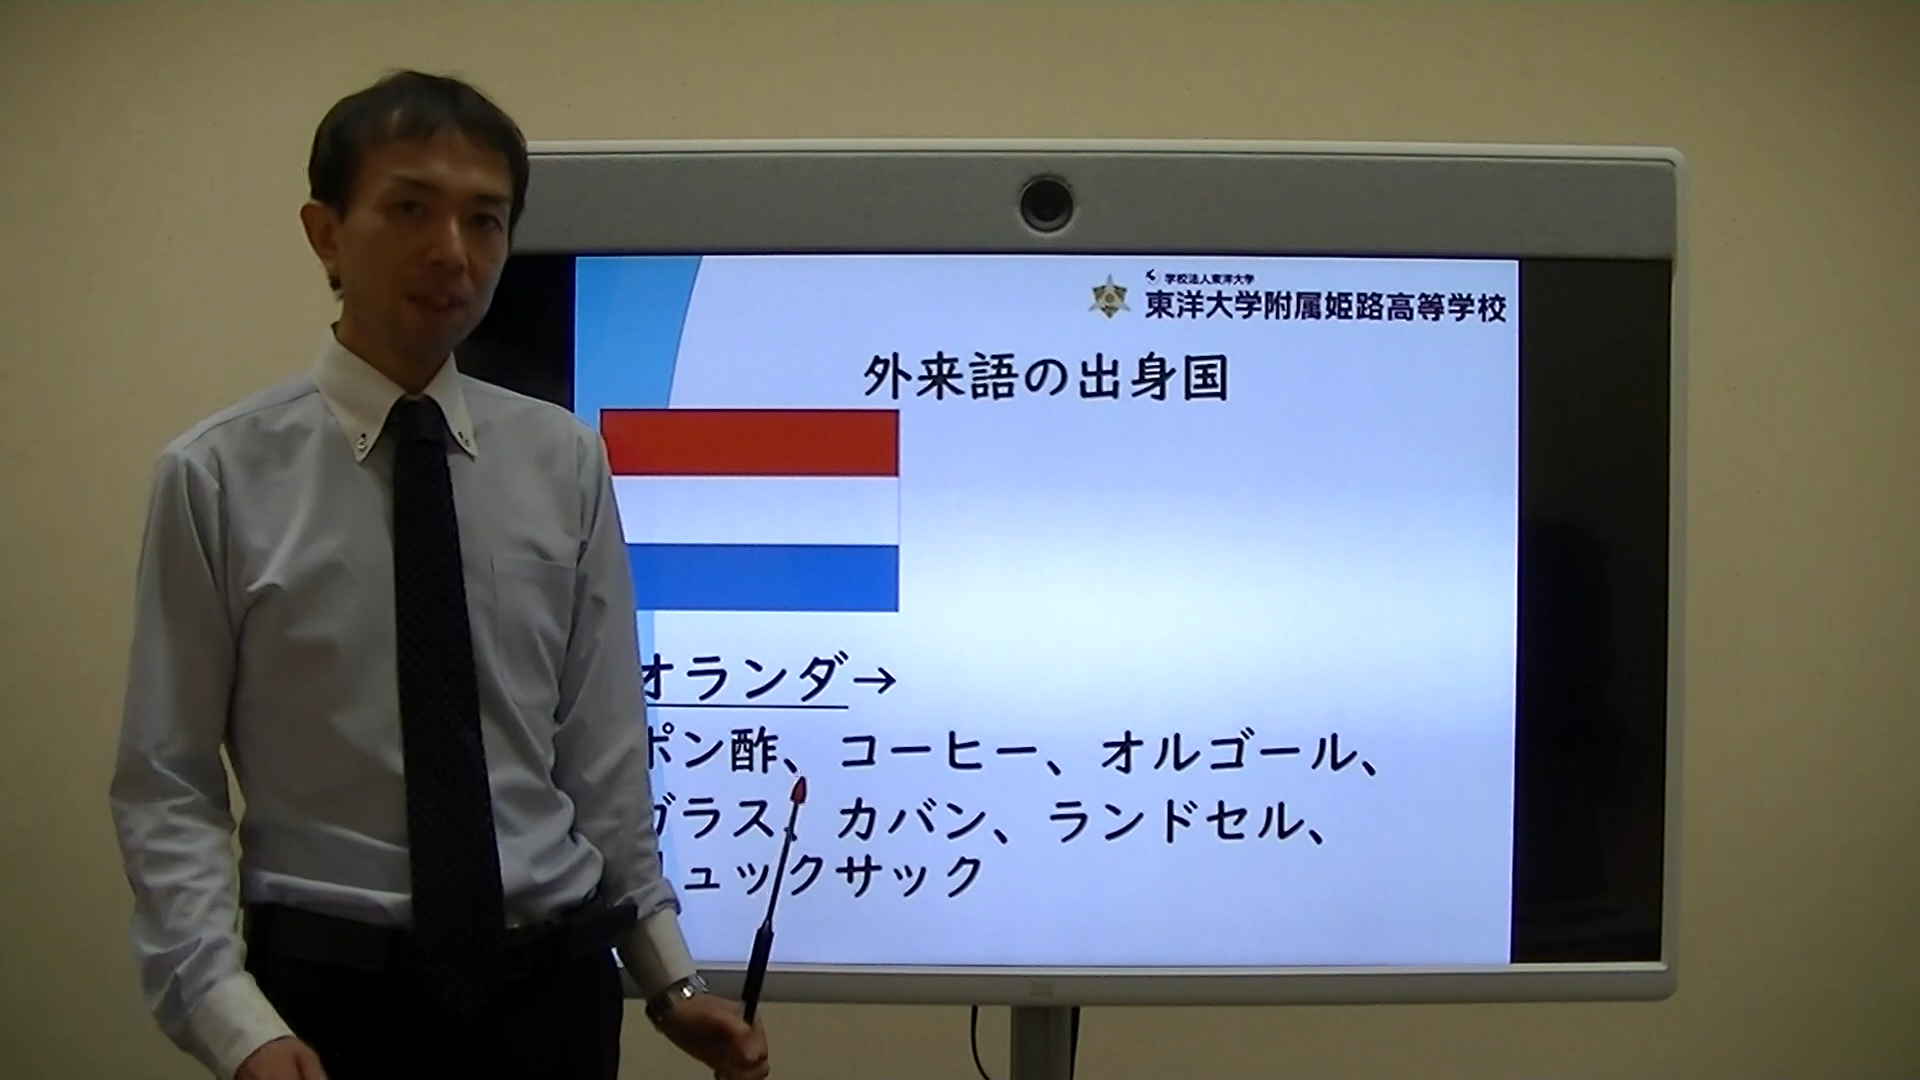 学校法人東洋大学
東洋大学附属姫路高等学校
外来語の出身国
オランダ→
ポン酢、コーヒー、オルゴール、
ガラス、カバン、ランドセル、
リュックサック